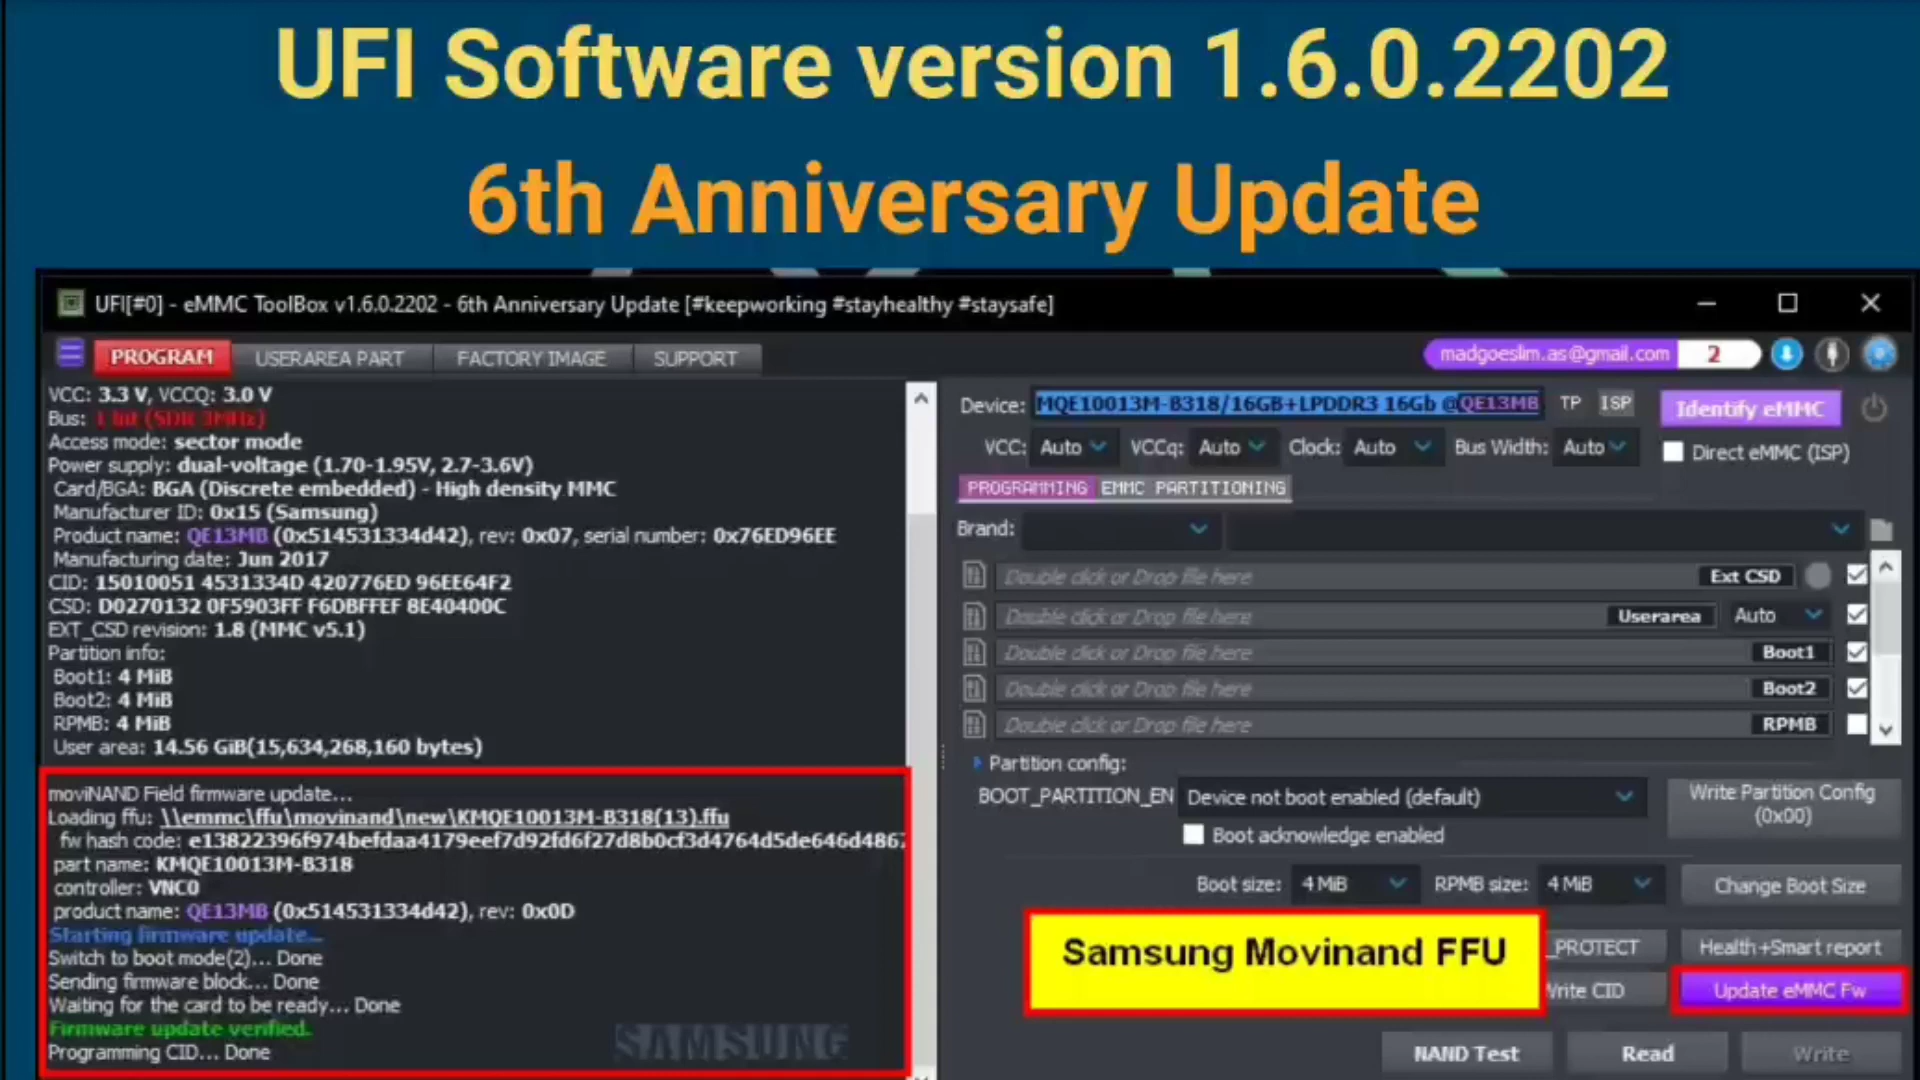 UFI Software version 1.6.0.2202
6th Anniversary Update
UFI[#0] - eMMC ToolBox v1.6.0.2202 - 6th Anniversary Update [#keepworking #stayhealthy #staysafe]
PROGRAM USERAREA PART FACTORY IMAGE SUPPORT
madgoeslim.as@gmail.com 2
VCC: 3.3 V, VCCQ: 3.0 V
Bus: 1 bit (SDR 3MHz)
Access mode: sector mode
Power supply: dual-voltage (1.70-1.95V, 2.7-3.6V)
Card/BGA: BGA (Discrete embedded) - High density MMC
Manufacturer ID: 0x15 (Samsung)
Product name: QE13MB (0x514531334d42), rev: 0x07, serial number: 0x76ED96EE
Manufacturing date: Jun 2017
CID: 15010051 4531334D 420776ED 96EE64F2
CSD: D0270132 0F5903FF F6DBFFEF 8E40400C
EXT_CSD revision: 1.8 (MMC v5.1)
Partition info:
Boot1: 4 MiB
Boot2: 4 MiB
RPMB: 4 MiB
User area: 14.56 GiB(15,634,268,160 bytes)
moviNAND Field firmware update...
Loading ffu: \\emmc\ffu\movinand\new\KMQE10013M-B318(13).ffu
fw hash code: e13822396f974befdaa4179eef7d92fd6f27d8b0cf3d4764d5de646d4867
part name: KMQE10013M-B318
controller: VNC0
product name: QE13MB (0x514531334d42), rev: 0x0D
Starting firmware update...
Switch to boot mode(2)... Done
Sending firmware block... Done
Waiting for the card to be ready... Done
Firmware update verified.
Programming CID... Done
SAMSUNG
Device: MQE10013M-B318/16GB+LPDDR3 16Gb @QE13MB TP ISP Identify eMMC
VCC: Auto VCCq: Auto Clock: Auto Bus Width: Auto Direct eMMC (ISP)
PROGRAMMING EMMC PARTITIONING
Brand:
Double click or Drop file here Ext CSD
Double click or Drop file here Userarea Auto
Double click or Drop file here Boot1
Double click or Drop file here Boot2
Double click or Drop file here RPMB
Partition config:
BOOT_PARTITION_EN Device not boot enabled (default)
Write Partition Config
(0x00)
Boot acknowledge enabled
Boot size: 4 MiB RPMB size: 4 MiB Change Boot Size
Samsung Movinand FFU
_PROTECT Health+Smart report
Write CID Update eMMC Fw
NAND Test Read Write